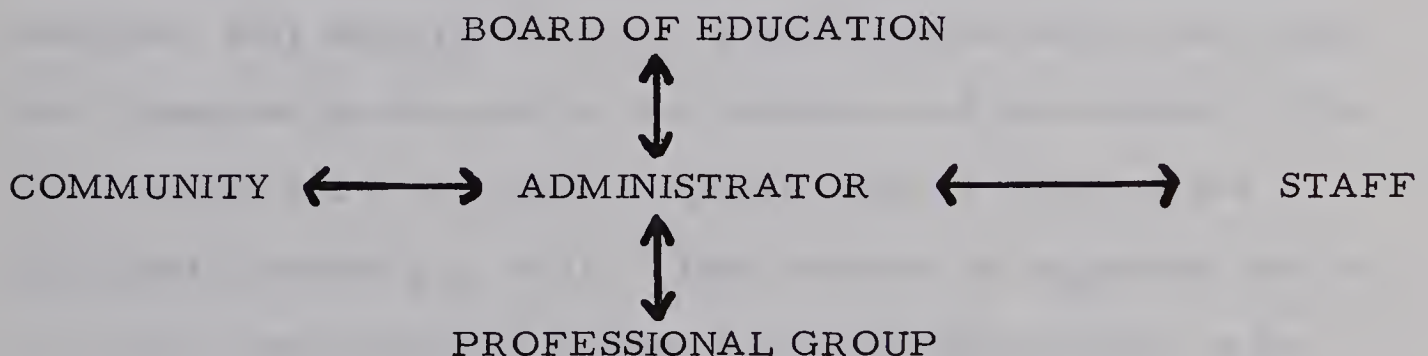 BOARD OF EDUCATION
COMMUNITY ADMINISTRATOR STAFF
PROFESSIONAL GROUP